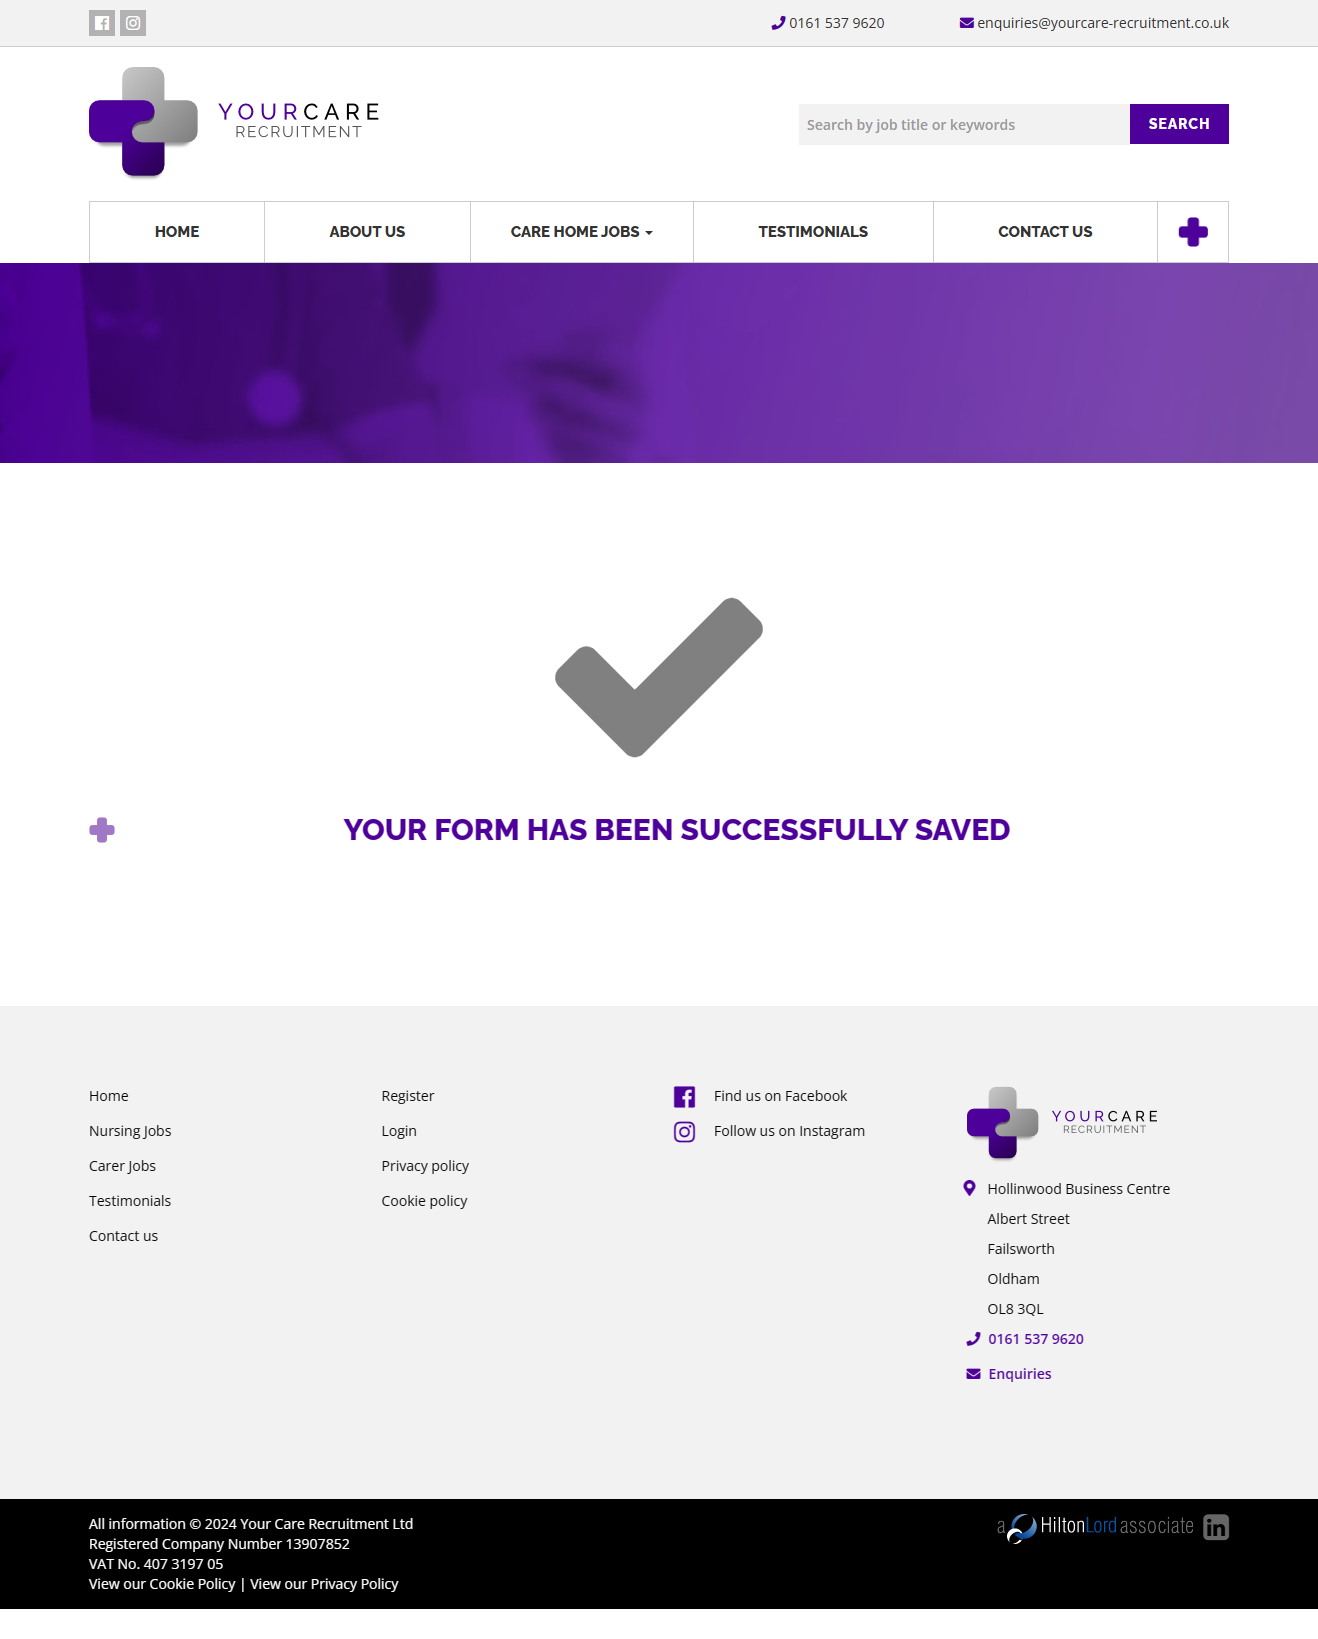 0161 537 9620
enquiries@yourcare-recruitment.co.uk
YOURCARE
RECRUITMENT
Search by job title or keywords
SEARCH
HOME
ABOUT US
CARE HOME JOBS
TESTIMONIALS
CONTACT US
YOUR FORM HAS BEEN SUCCESSFULLY SAVED
Home
Nursing Jobs
Carer Jobs
Testimonials
Contact us
Register
Login
Privacy policy
Cookie policy
Find us on Facebook
Follow us on Instagram
YOURCARE
RECRUITMENT
Hollinwood Business Centre
Albert Street
Failsworth
Oldham
OL8 3QL
0161 537 9620
Enquiries
All information © 2024 Your Care Recruitment Ltd
Registered Company Number 13907852
VAT No. 407 3197 05
View our Cookie Policy | View our Privacy Policy
a HiltonLord associate
in